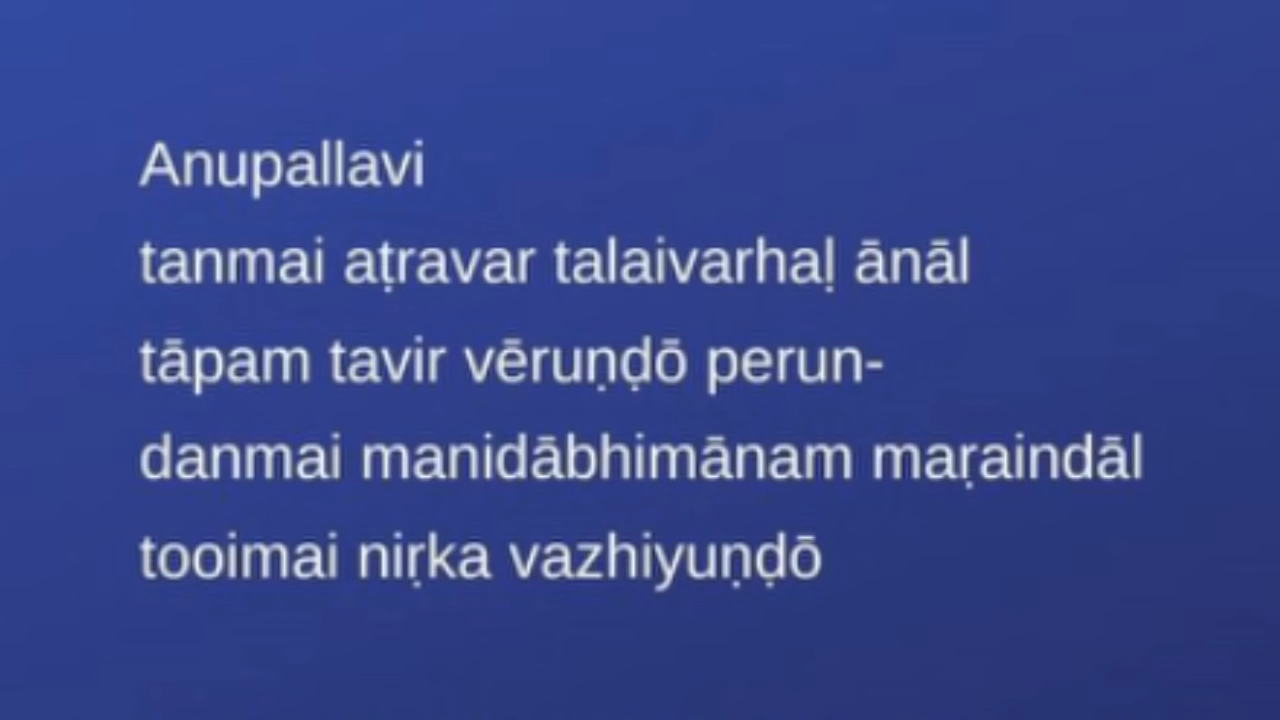 Anupallavi
tanmai aṭravar talaivarhaḷ ānāl
tāpam tavir vēruṇḍō perun-
danmai manidābhimānam maṛaindāl
tooimai niṛka vazhiyuṇḍō